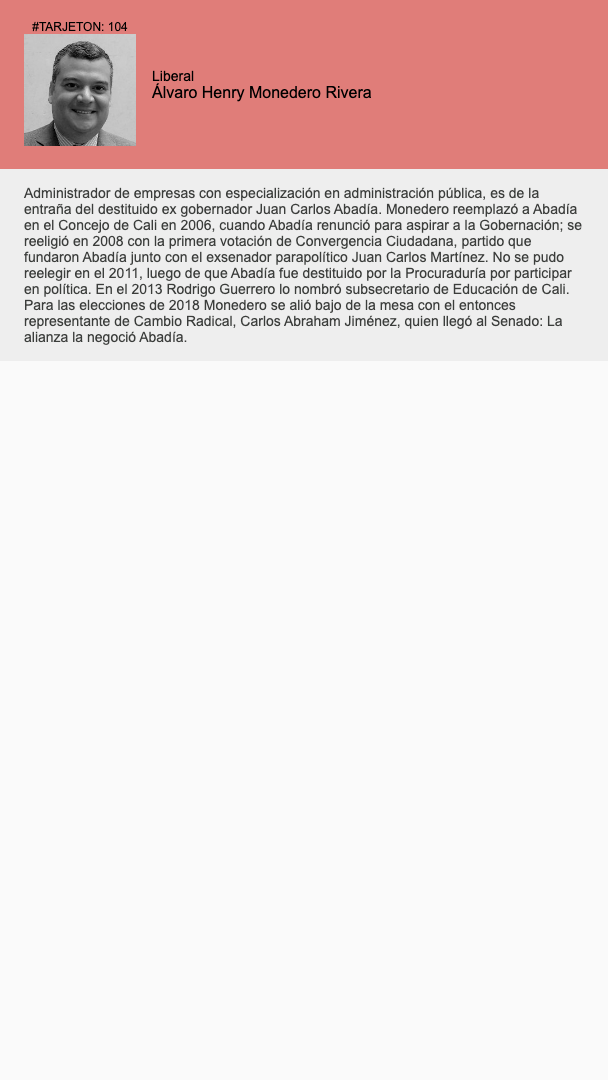 #TARJETON: 104
Liberal
Álvaro Henry Monedero Rivera
Administrador de empresas con especialización en administración pública, es de la
entraña del destituido ex gobernador Juan Carlos Abadía. Monedero reemplazó a Abadía
en el Concejo de Cali en 2006, cuando Abadía renunció para aspirar a la Gobernación; se
reeligió en 2008 con la primera votación de Convergencia Ciudadana, partido que
fundaron Abadía junto con el exsenador parapolítico Juan Carlos Martínez. No se pudo
reelegir en el 2011, luego de que Abadía fue destituido por la Procuraduría por participar
en política. En el 2013 Rodrigo Guerrero lo nombró subsecretario de Educación de Cali.
Para las elecciones de 2018 Monedero se alió bajo de la mesa con el entonces
representante de Cambio Radical, Carlos Abraham Jiménez, quien llegó al Senado: La
alianza la negoció Abadía.